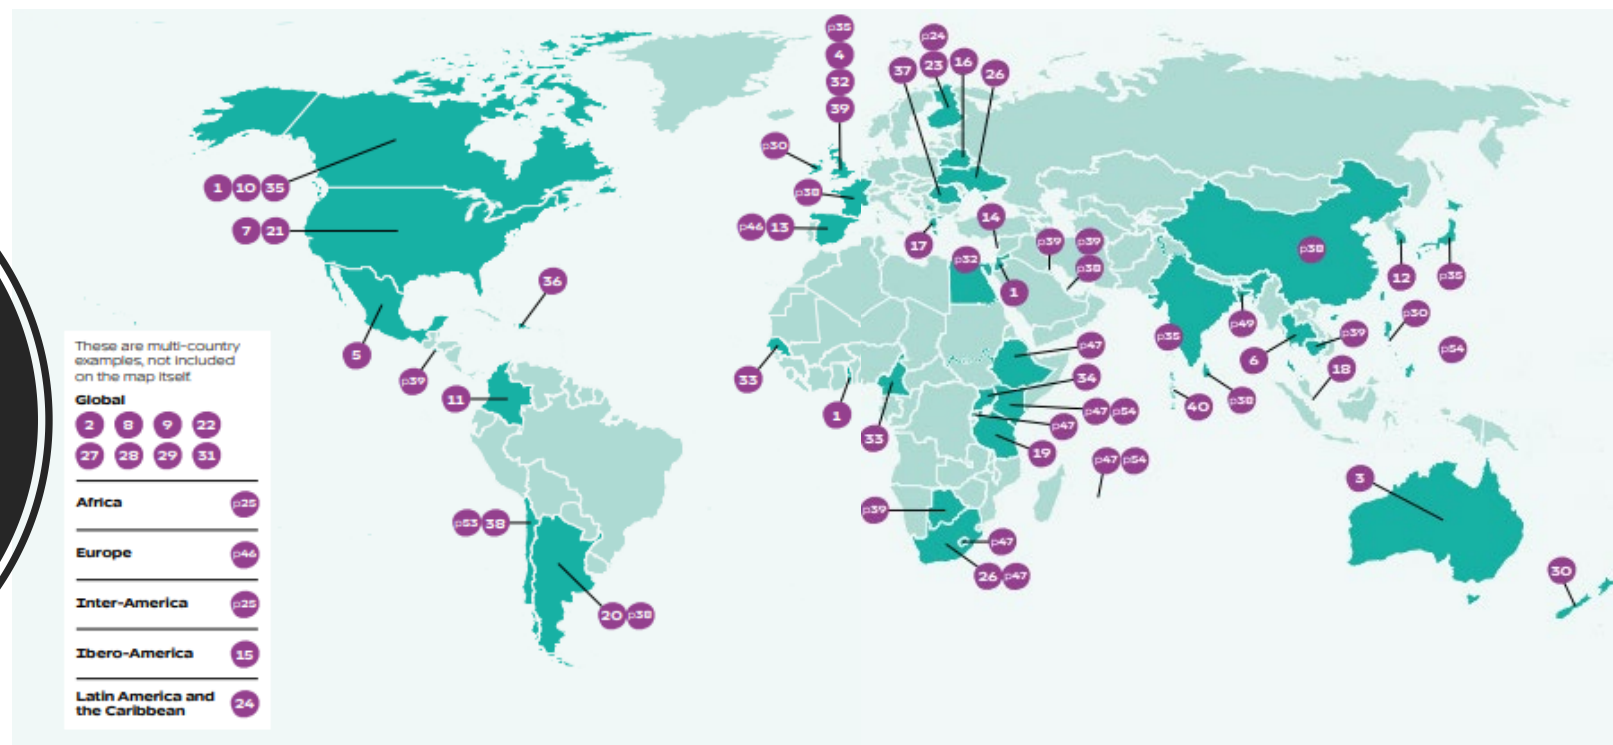 p35
4
32
39
p24
23
16
37
26
p30
p38
p46 13
1 10 35
7 21
36
5
p39
11
p53 38
20 p38
17
14
p32
1
p39
p39
p38
33
1
33
p47
34
p47 p54
p47
19
p47 p54
p39
p47
26 p47
p38
12
p35
p30
p54
p49
p35
6
p39
18
40
p38
3
30
These are multi-country
examples, not included
on the map itself.
Global
2 8 9 22
27 28 29 31
Africa p25
Europe p46
Inter-America p25
Ibero-America 15
Latin America and
the Caribbean 24